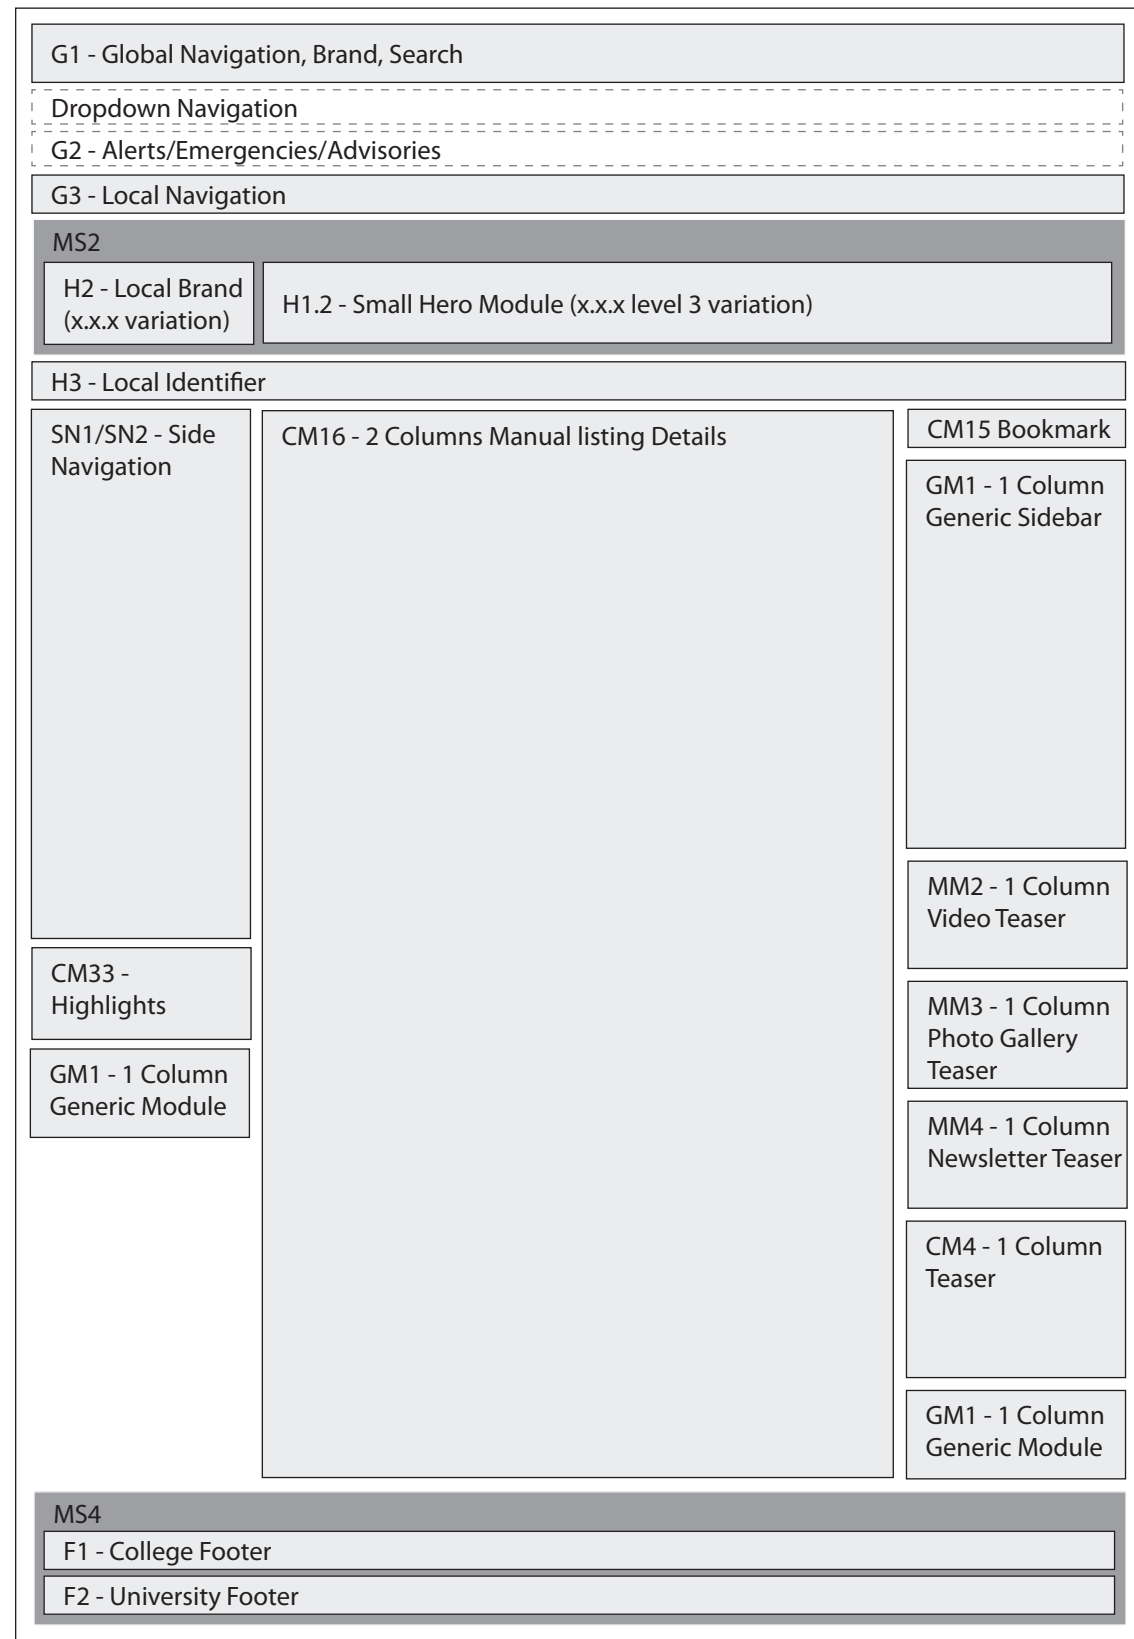 G1 - Global Navigation, Brand, Search
Dropdown Navigation
G2 - Alerts/Emergencies/Advisories
G3 - Local Navigation
MS2
H2 - Local Brand
(x.x.x variation)
H1.2 - Small Hero Module (x.x.x level 3 variation)
H3 - Local Identifier
SN1/SN2 - Side
Navigation
CM33 -
Highlights
GM1 - 1 Column
Generic Module
CM16 - 2 Columns Manual listing Details
CM15 Bookmark
GM1 - 1 Column
Generic Sidebar
MM2 - 1 Column
Video Teaser
MM3 - 1 Column
Photo Gallery
Teaser
MM4 - 1 Column
Newsletter Teaser
CM4 - 1 Column
Teaser
GM1 - 1 Column
Generic Module
MS4
F1 - College Footer
F2 - University Footer